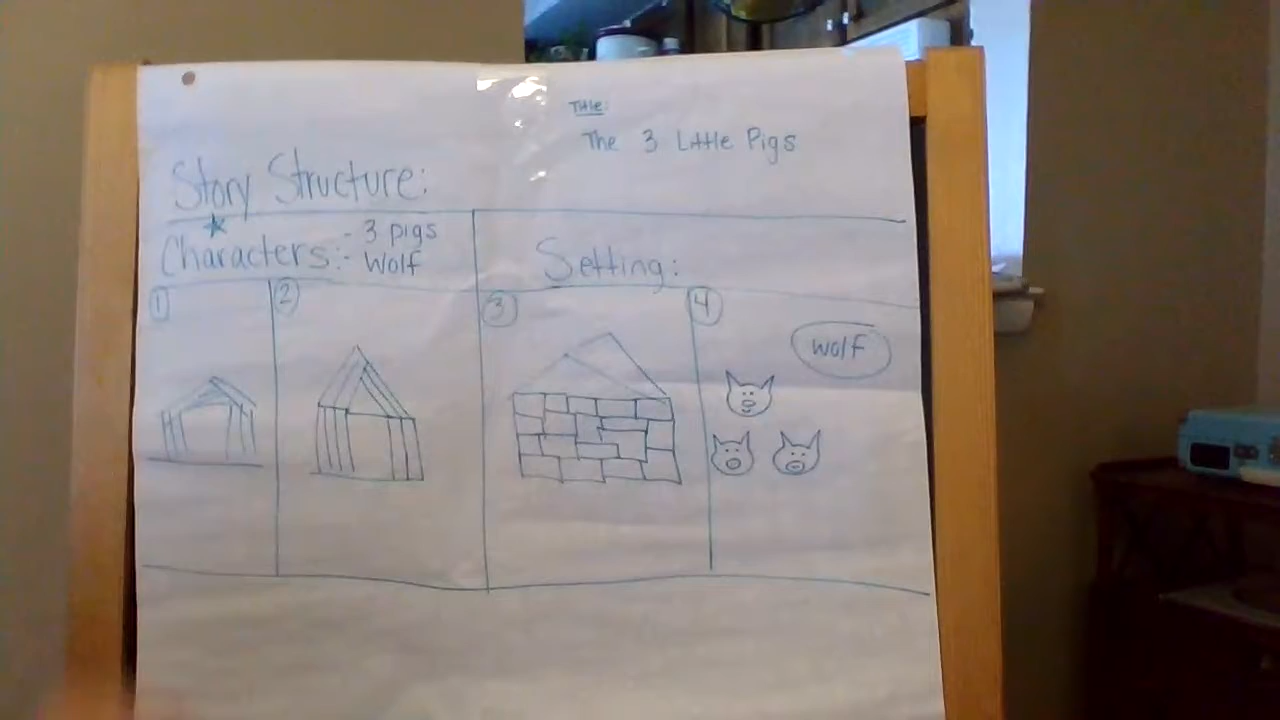 Title:
The 3 Little Pigs
Story Structure:
Characters: - 3 pigs
- Wolf
Setting:
1
2
3
4
Wolf